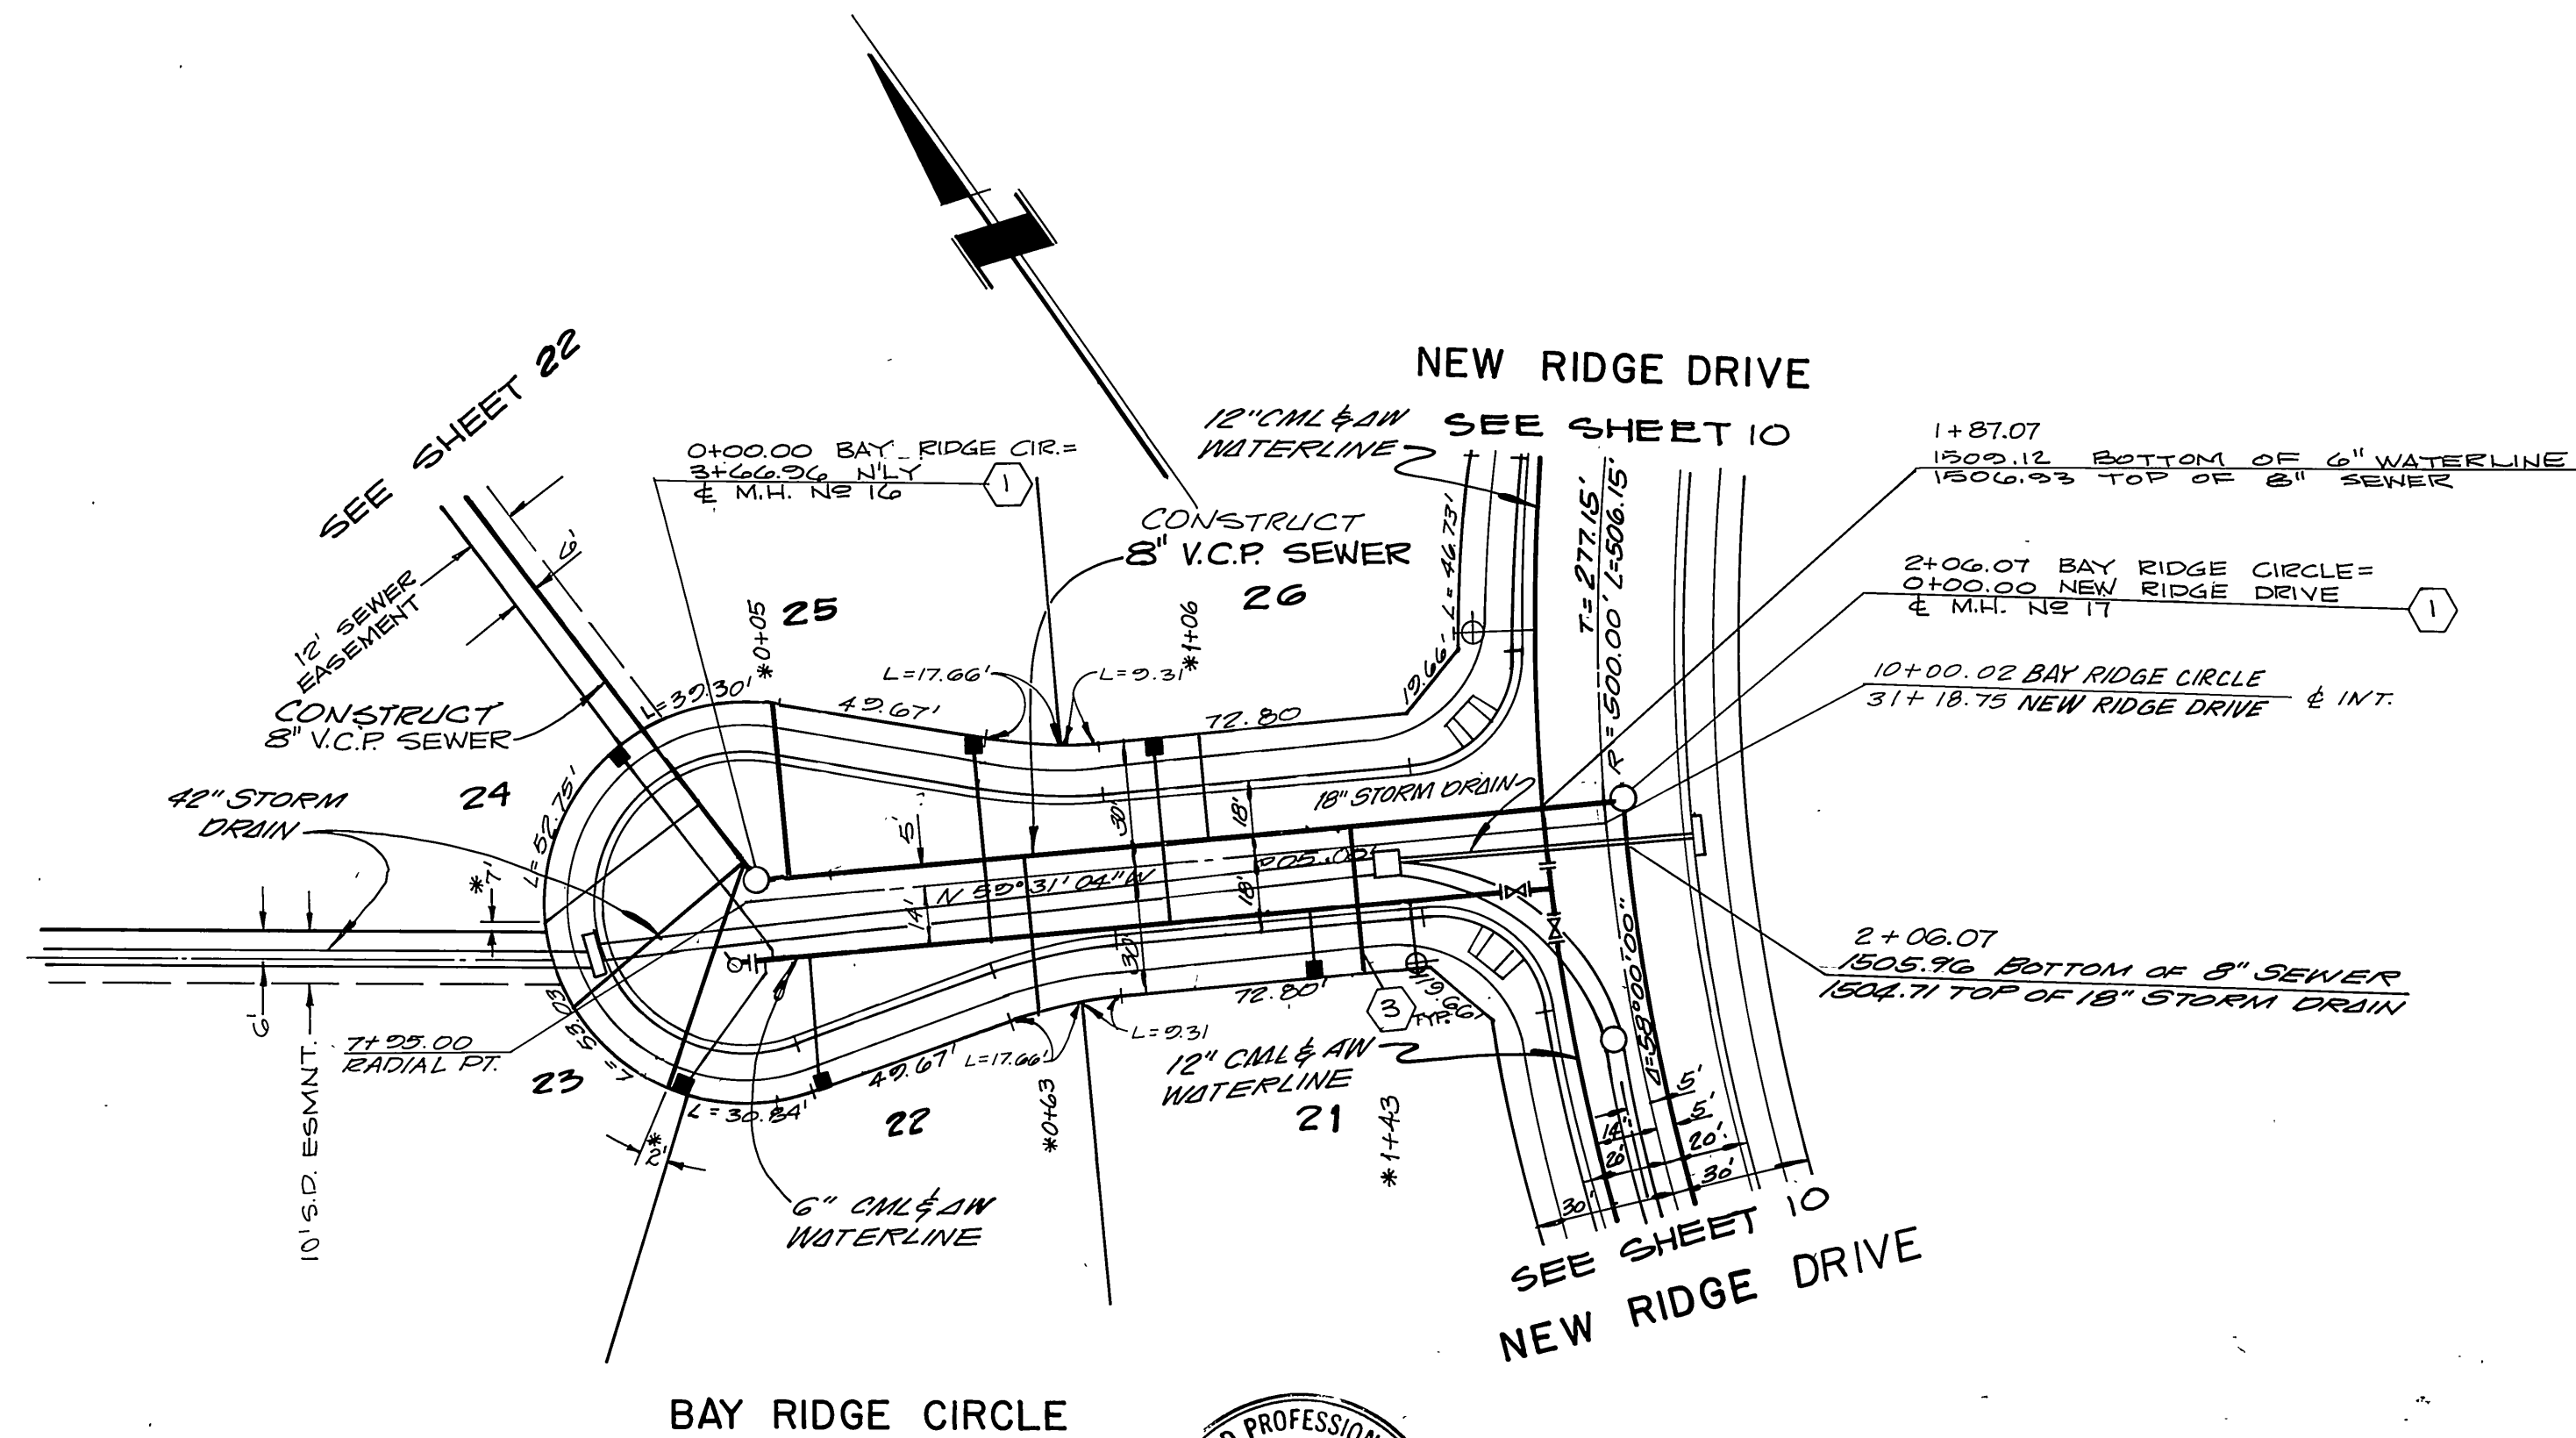 NEW RIDGE DRIVE
SEE SHEET 10
12" CML & AW
WATERLINE
SEE SHEET 22
0+00.00 BAY RIDGE CIR.=
3+66.96 N'LY
℄ M.H. No 16
1
1+87.07
1509.12 BOTTOM OF 6" WATERLINE
1506.93 TOP OF 8" SEWER
CONSTRUCT
8" V.C.P. SEWER
26
2+06.07 BAY RIDGE CIRCLE=
0+00.00 NEW RIDGE DRIVE
℄ M.H. No 17
1
10+00.02 BAY RIDGE CIRCLE
31+18.75 NEW RIDGE DRIVE
℄ INT.
T=277.15'
R=500.00' L=506.15'
L=46.73'
19.66'
6'
12' SEWER
EASEMENT
*0+05
25
*1+06
CONSTRUCT
8" V.C.P. SEWER
L=39.30'
49.67'
L=17.66'
L=9.31'
72.80
24
42" STORM
DRAIN
L=52.75'
*7'
5'
30'
18'
18" STORM DRAIN
205.02'
N 59°31'04" W
14'
18'
30'
Δ=58°00'00"
2+06.07
1505.96 BOTTOM OF 8" SEWER
1504.71 TOP OF 18" STORM DRAIN
6'
10' S.D. ESMNT.
7+95.00
RADIAL PT.
L=53.03
23
L=30.84'
*2'
22
49.67'
L=17.66'
L=9.31
*0+63
72.80'
3
TYP.
19.66'
12" CML & AW
WATERLINE
21
*1+43
6" CML & AW
WATERLINE
5'
5'
14'
20'
20'
30'
30'
SEE SHEET 10
NEW RIDGE DRIVE
BAY RIDGE CIRCLE
PROFESSION